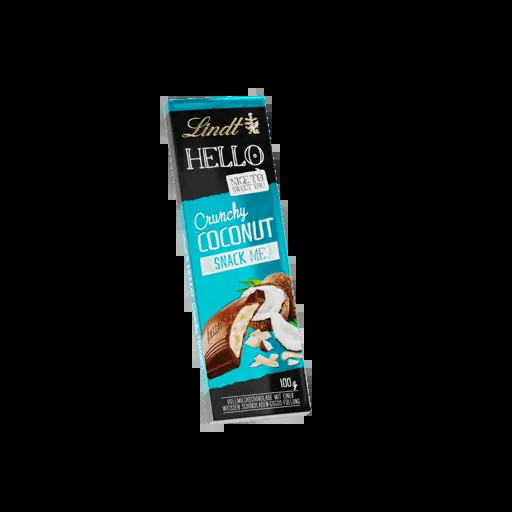 Lindt
HELLO
NICE TO
SWEET YOU
Crunchy
COCONUT
SNACK ME
100g
VOLLMILCHSCHOKOLADE MIT EINER
WEISSEN SCHOKOLADEN-COCOS-FÜLLUNG